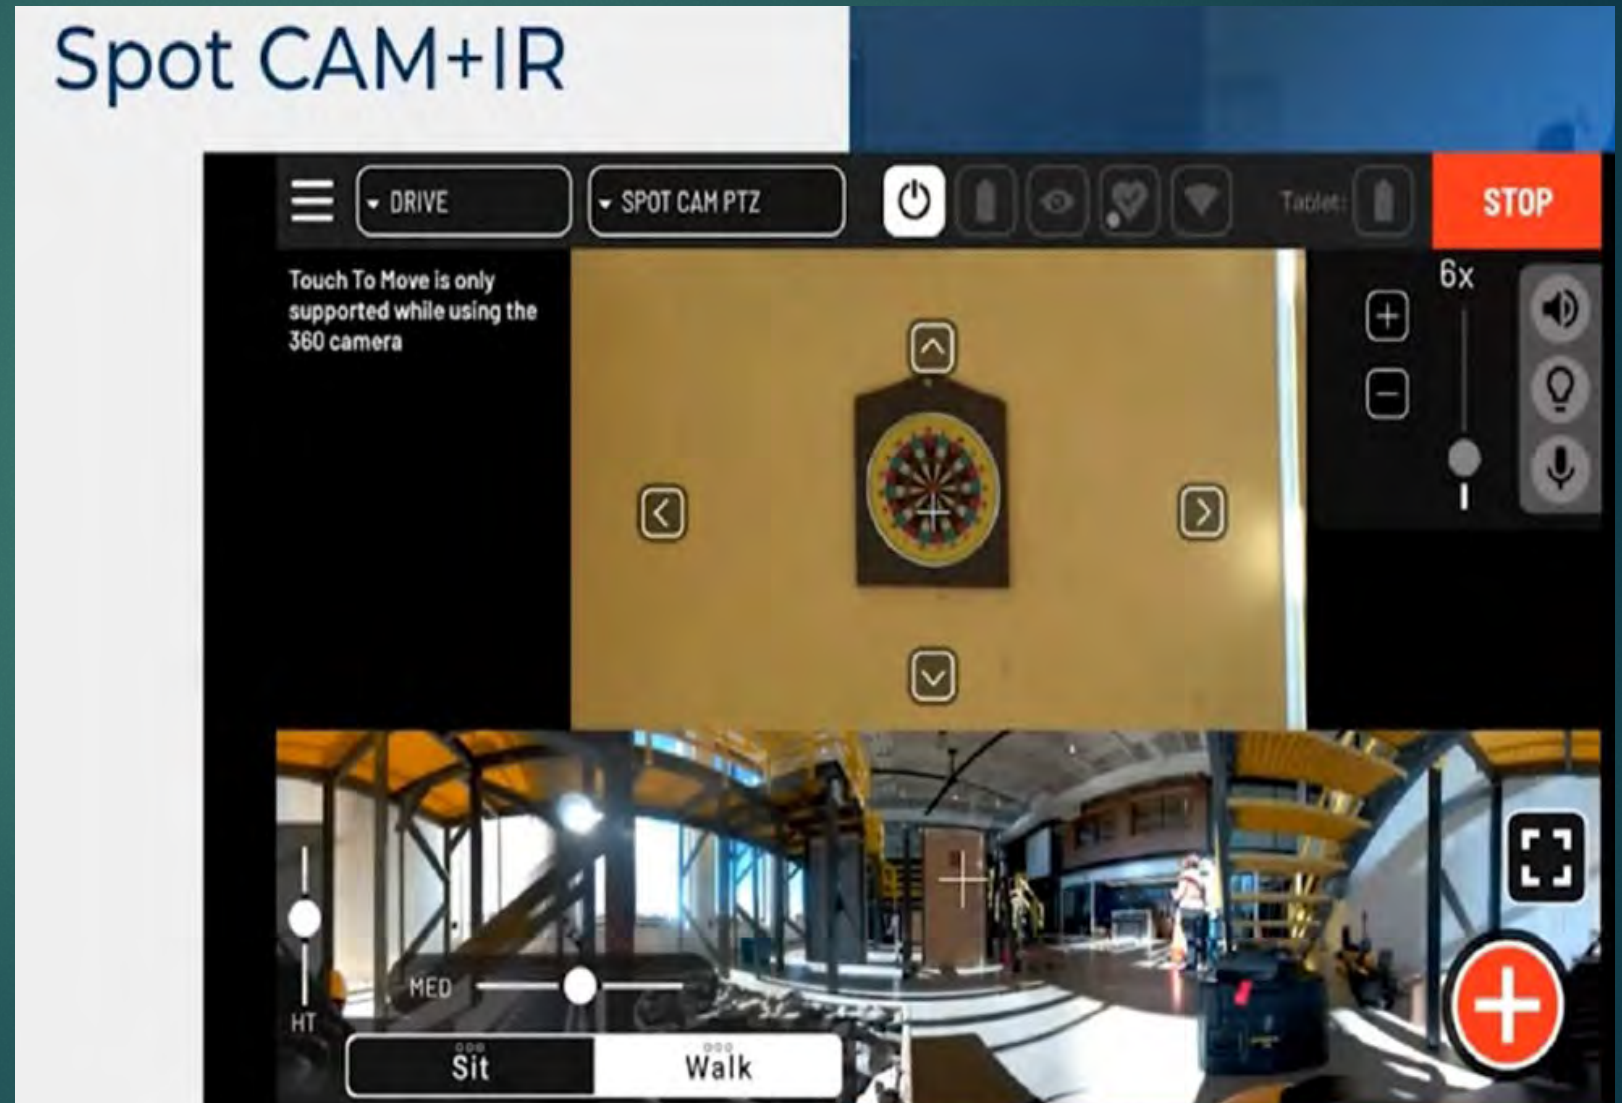 Spot CAM+IR
DRIVE
SPOT CAM PTZ
Tablet:
STOP
Touch To Move is only
supported while using the
360 camera
6x
MED
HT
Sit
Walk